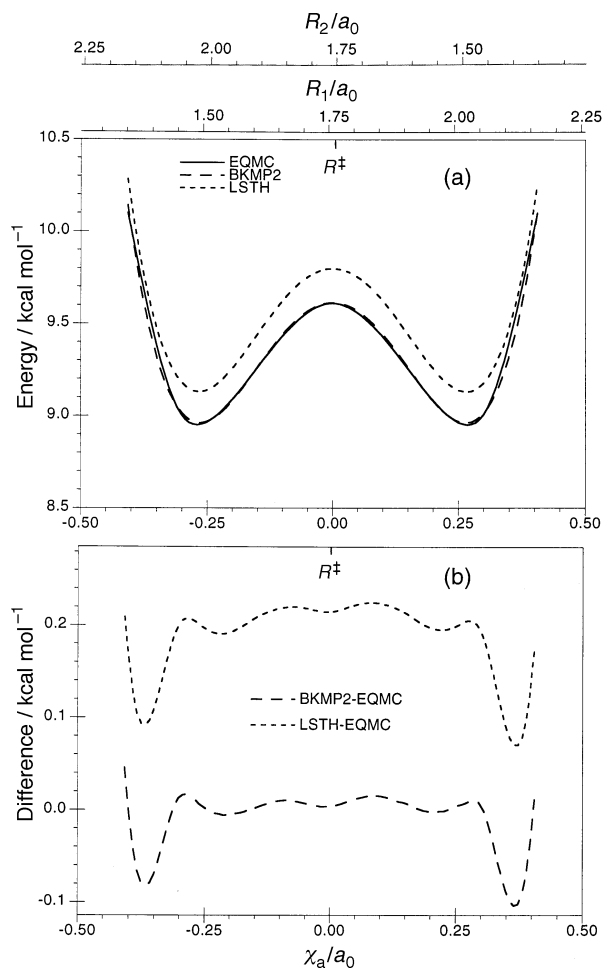 R₂/a₀
2.25 2.00 1.75 1.50
R₁/a₀
1.50 1.75 2.00 2.25
10.5
EQMC
BKMP2
LSTH
R‡
(a)
10.0
9.5
9.0
8.5
Energy / kcal mol⁻¹
-0.50 -0.25 0.00 0.25 0.50
R‡
(b)
0.2
0.1
0.0
-0.1
BKMP2-EQMC
LSTH-EQMC
Difference / kcal mol⁻¹
-0.50 -0.25 0.00 0.25 0.50
χₐ/a₀